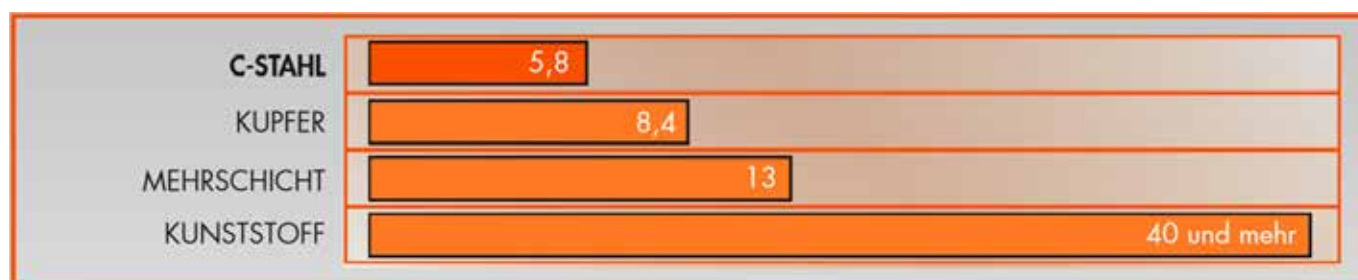 C-STAHL 5,8
KUPFER 8,4
MEHRSCHICHT 13
KUNSTSTOFF 40 und mehr